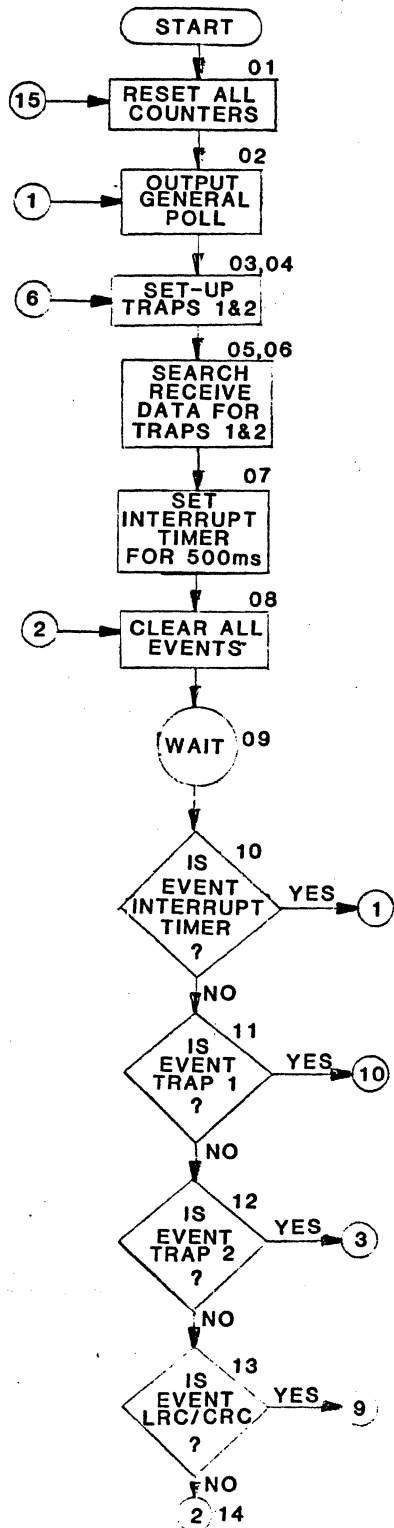 START
01
15
RESET ALL
COUNTERS
02
1
OUTPUT
GENERAL
POLL
03,04
6
SET-UP
TRAPS 1&2
05,06
SEARCH
RECEIVE
DATA FOR
TRAPS 1&2
07
SET
INTERRUPT
TIMER
FOR 500ms
08
2
CLEAR ALL
EVENTS
WAIT
09
10
IS
EVENT
INTERRUPT
TIMER
?
YES
1
NO
11
IS
EVENT
TRAP 1
?
YES
10
NO
12
IS
EVENT
TRAP 2
?
YES
3
NO
13
IS
EVENT
LRC/CRC
?
YES
9
NO
2
14